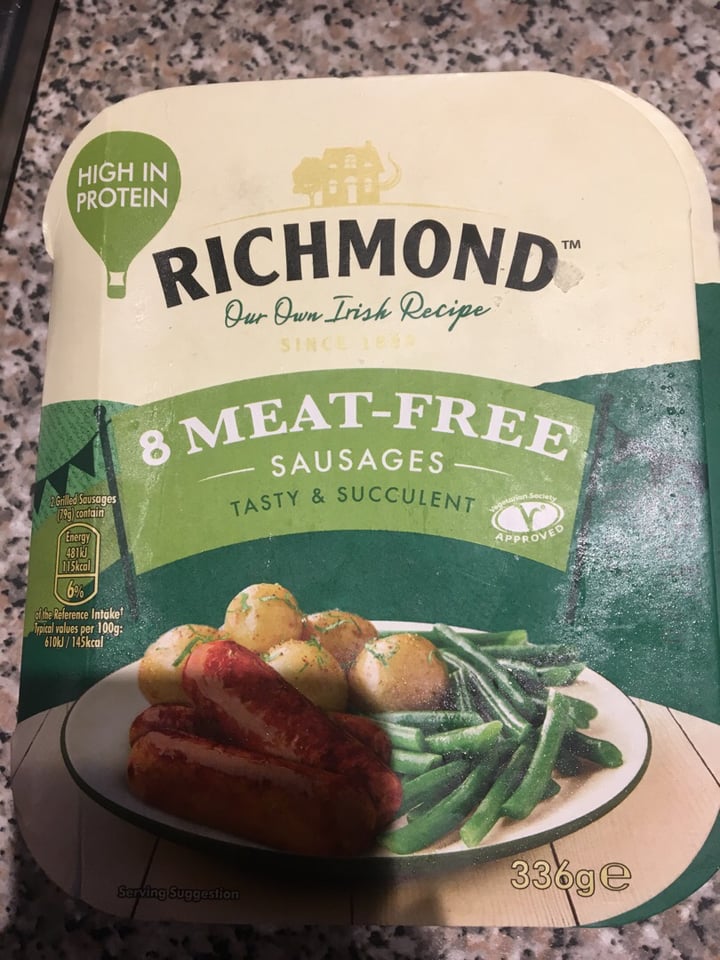 HIGH IN
PROTEIN
RICHMOND™
Our Own Irish Recipe
SINCE
8 MEAT-FREE
SAUSAGES
TASTY & SUCCULENT
Vegetarian Society
APPROVED
2 Grilled Sausages
(79g) contain
Energy
481kJ
115kcal
6%
of the Reference Intake†
Typical values per 100g:
610kJ / 145kcal
Serving Suggestion
336g℮